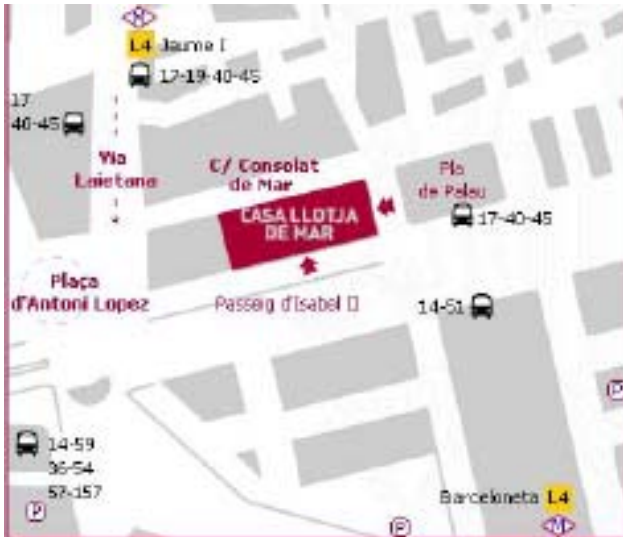 M
L4 Jaume I
17-19-40-45
17
40-45
Via
Laietana
C/ Consolat
de Mar
Pla
de Palau
CASA LLOTJA
DE MAR
17-40-45
Plaça
d'Antoni Lopez
Passeig d'Isabel II
14-51
P
14-59
36-54
57-157
P
Barceloneta L4
P
M